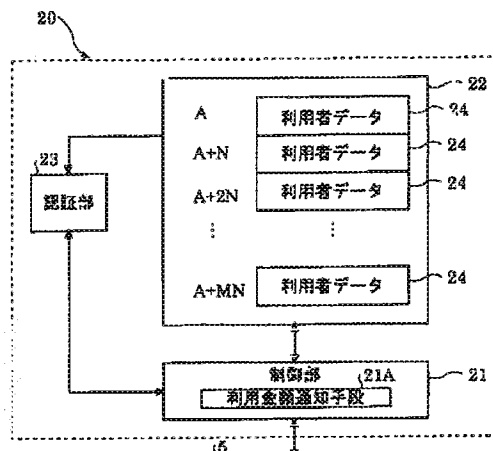 20
22
A 利用者データ 24
23
A+N 利用者データ 24
認証部
A+2N 利用者データ 24
⋮ ⋮
A+MN 利用者データ 24
制御部 21A 21
利用金額通知手段
5